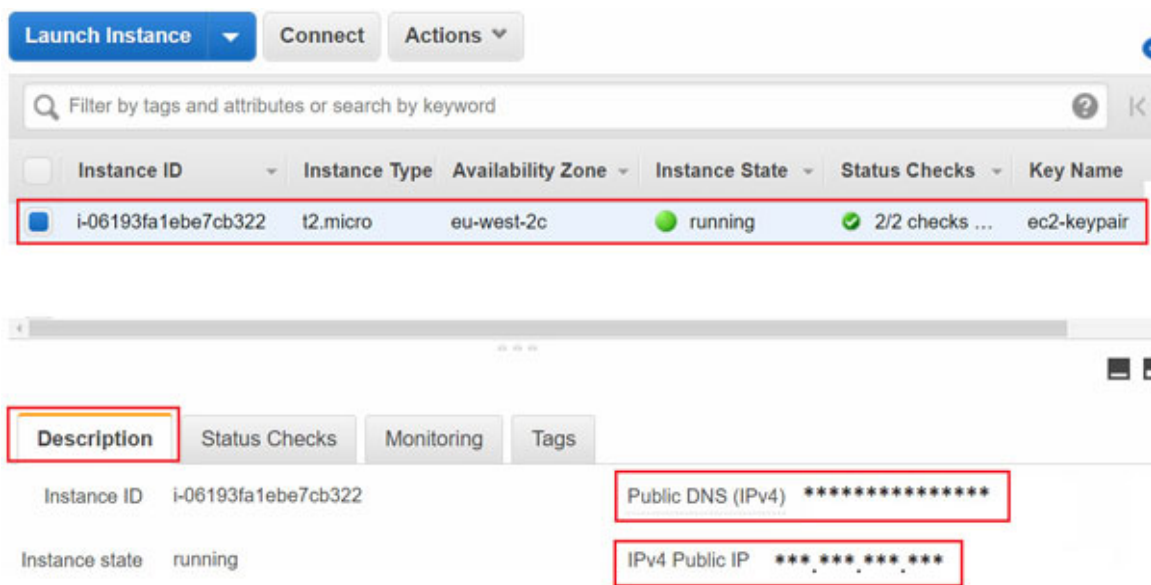 Launch Instance Connect Actions
Filter by tags and attributes or search by keyword
Instance ID Instance Type Availability Zone Instance State Status Checks Key Name
i-06193fa1ebe7cb322 t2.micro eu-west-2c running 2/2 checks ... ec2-keypair
Description Status Checks Monitoring Tags
Instance ID i-06193fa1ebe7cb322 Public DNS (IPv4) ***************
Instance state running IPv4 Public IP ***.***.***.***